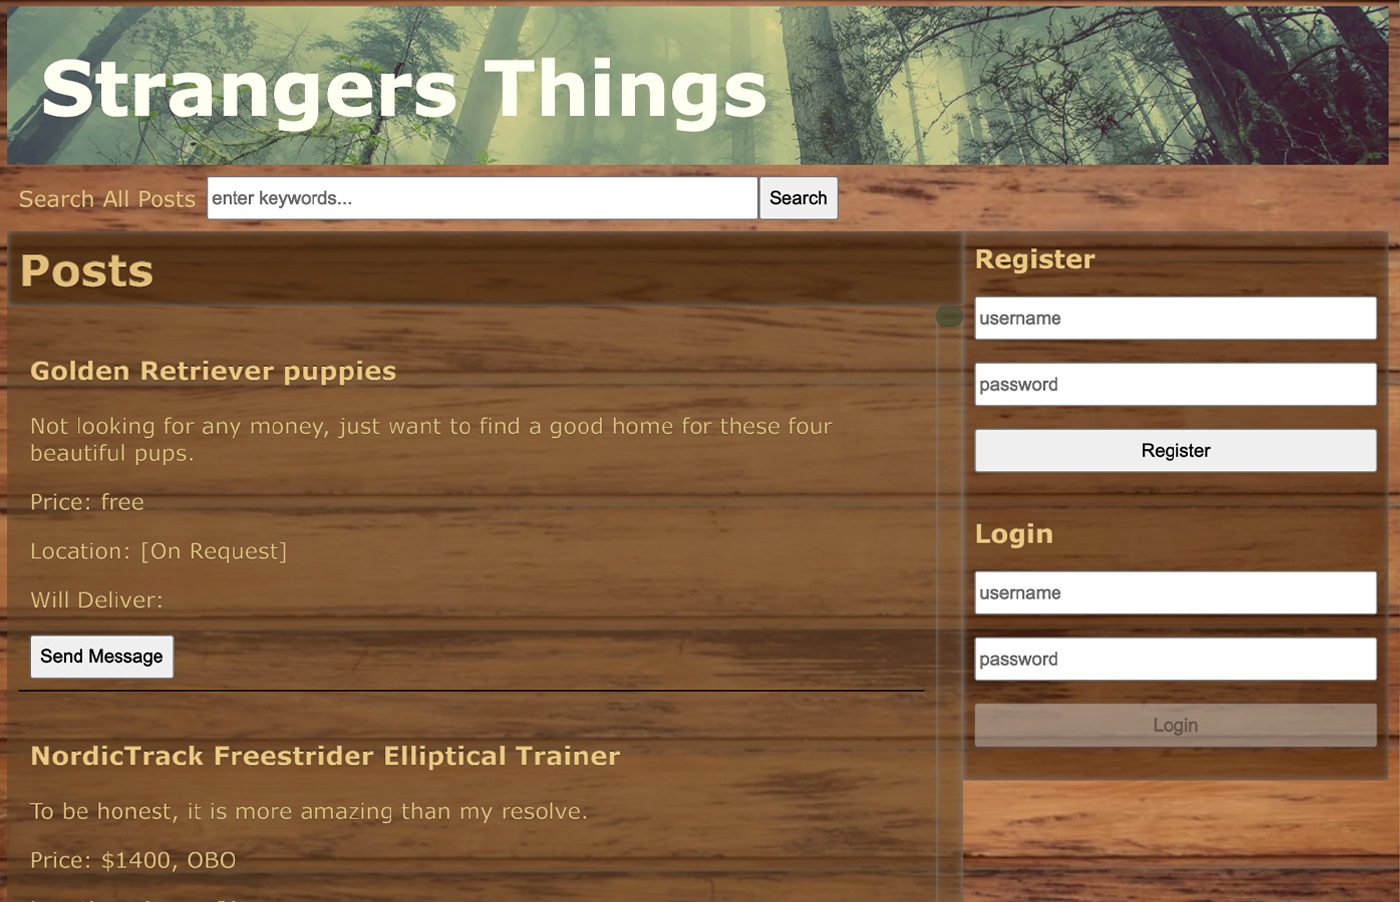 Strangers Things
Search All Posts enter keywords... Search
Posts
Golden Retriever puppies
Not looking for any money, just want to find a good home for these four
beautiful pups.
Price: free
Location: [On Request]
Will Deliver:
Send Message
NordicTrack Freestrider Elliptical Trainer
To be honest, it is more amazing than my resolve.
Price: $1400, OBO
Register
username
password
Register
Login
username
password
Login